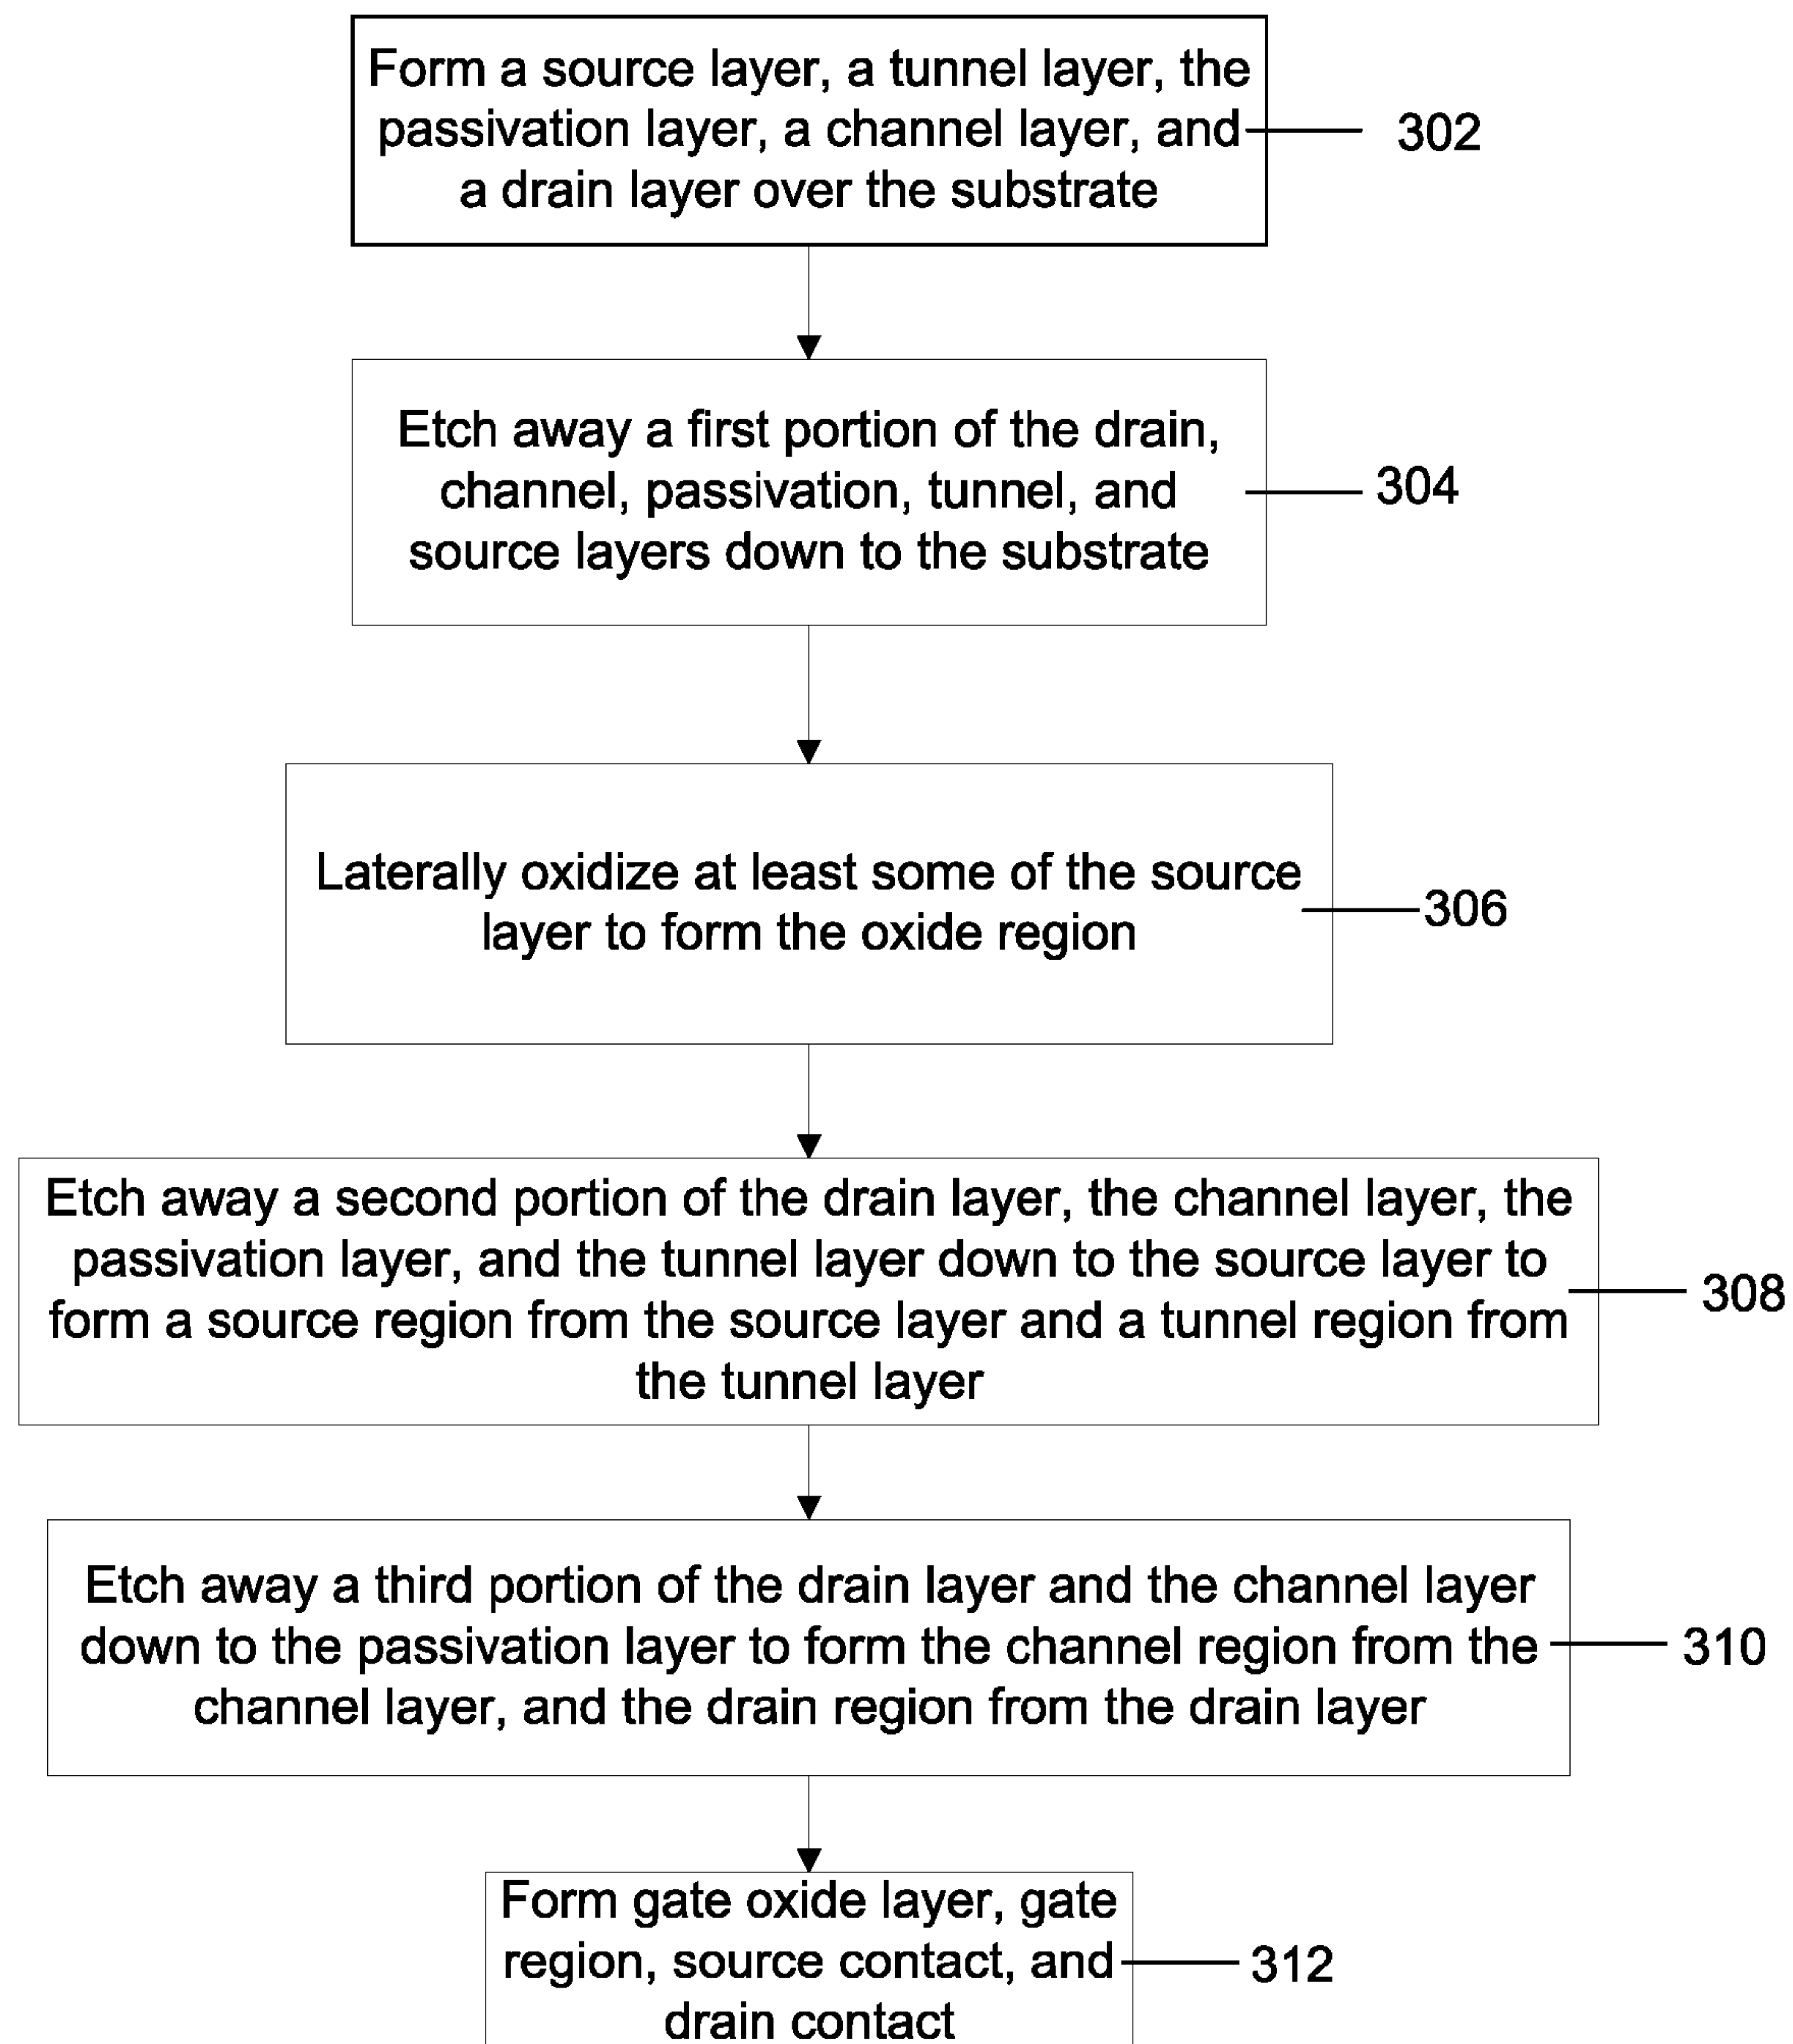 Form a source layer, a tunnel layer, the
passivation layer, a channel layer, and
a drain layer over the substrate
302
Etch away a first portion of the drain,
channel, passivation, tunnel, and
source layers down to the substrate
304
Laterally oxidize at least some of the source
layer to form the oxide region
306
Etch away a second portion of the drain layer, the channel layer, the
passivation layer, and the tunnel layer down to the source layer to
form a source region from the source layer and a tunnel region from
the tunnel layer
308
Etch away a third portion of the drain layer and the channel layer
down to the passivation layer to form the channel region from the
channel layer, and the drain region from the drain layer
310
Form gate oxide layer, gate
region, source contact, and
drain contact
312